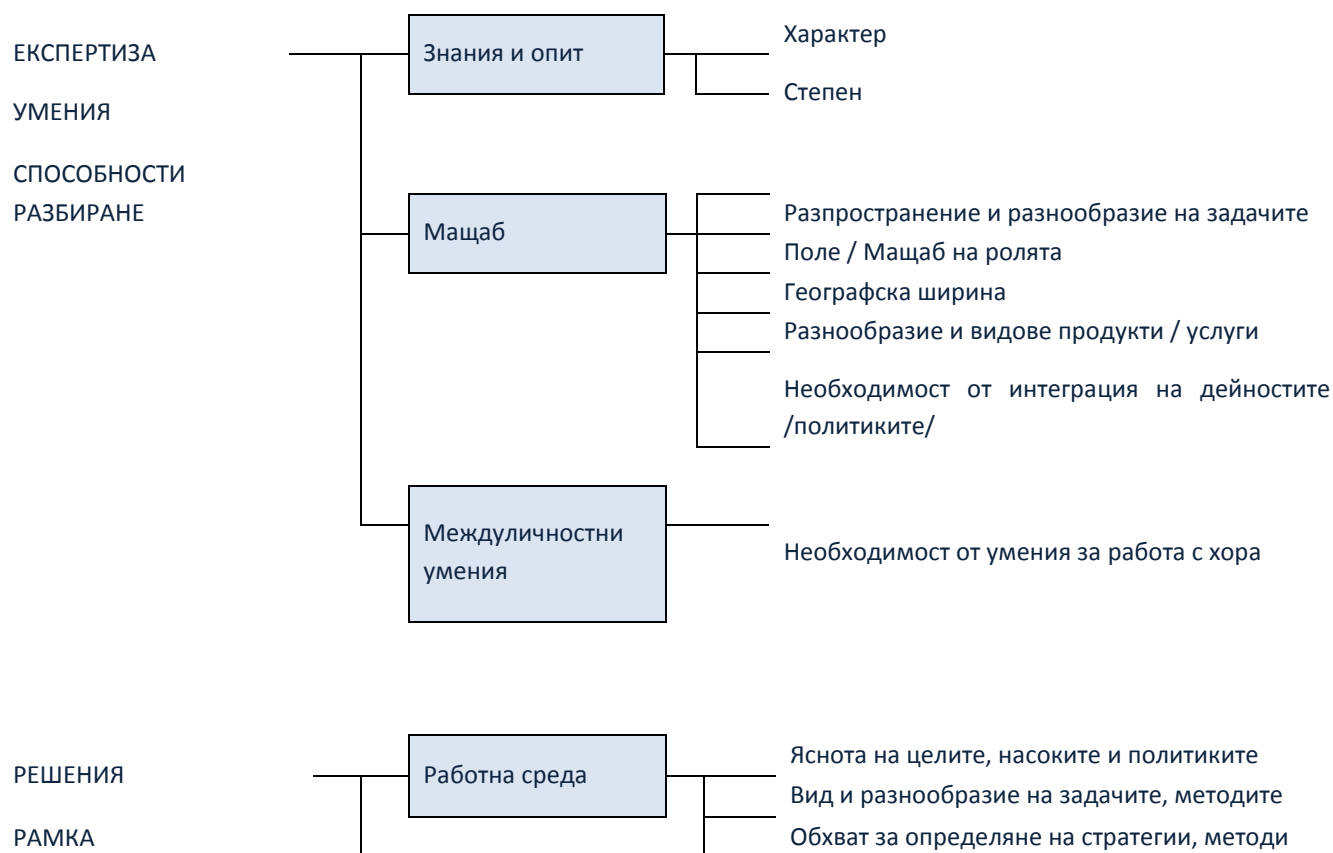 ЕКСПЕРТИЗА
УМЕНИЯ
СПОСОБНОСТИ
РАЗБИРАНЕ
Знания и опит
Характер
Степен
Мащаб
Разпространение и разнообразие на задачите
Поле / Мащаб на ролята
Географска ширина
Разнообразие и видове продукти / услуги
Необходимост от интеграция на дейностите
/политиките/
Междуличностни
умения
Необходимост от умения за работа с хора
РЕШЕНИЯ
РАМКА
Работна среда
Яснота на целите, насоките и политиките
Вид и разнообразие на задачите, методите
Обхват за определяне на стратегии, методи